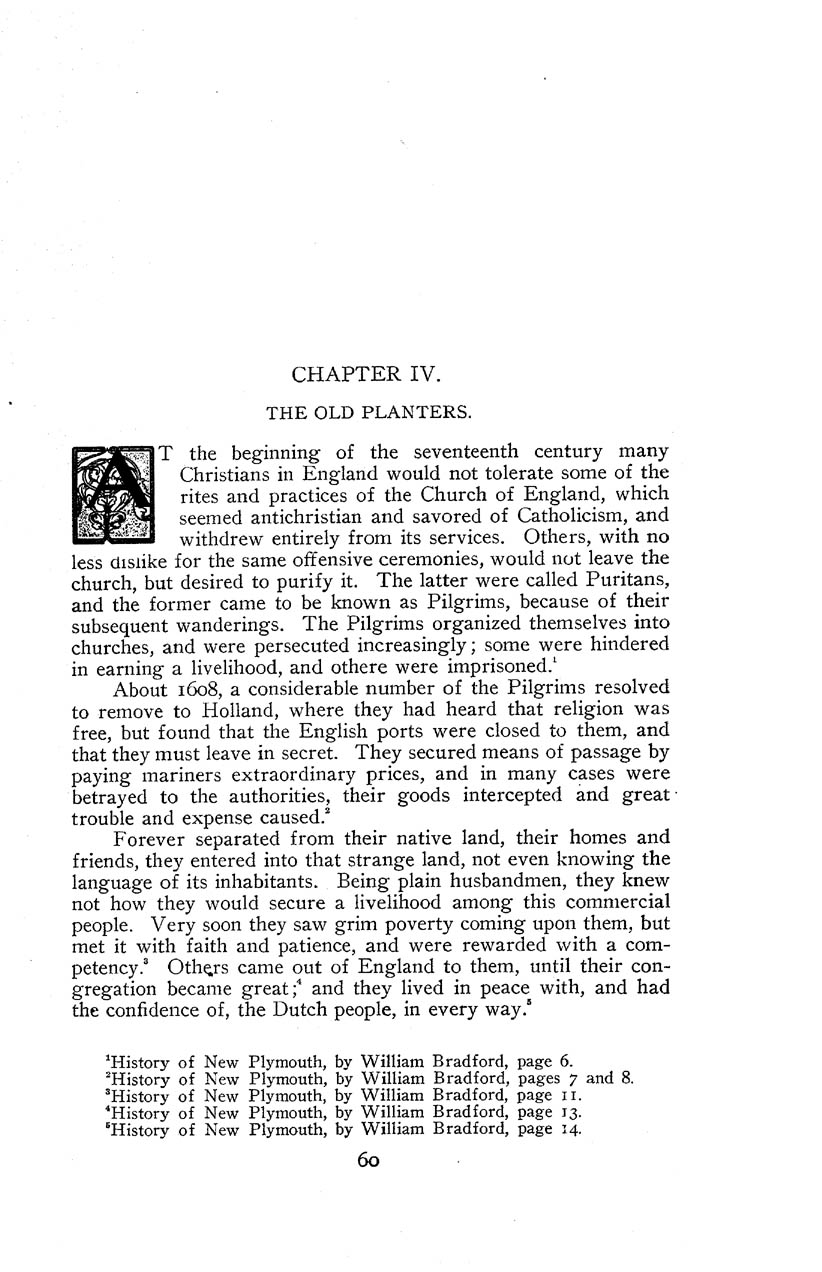 CHAPTER IV.
THE OLD PLANTERS.
AT the beginning of the seventeenth century many
Christians in England would not tolerate some of the
rites and practices of the Church of England, which
seemed antichristian and savored of Catholicism, and
withdrew entirely from its services. Others, with no
less dislike for the same offensive ceremonies, would not leave the
church, but desired to purify it. The latter were called Puritans,
and the former came to be known as Pilgrims, because of their
subsequent wanderings. The Pilgrims organized themselves into
churches, and were persecuted increasingly; some were hindered
in earning a livelihood, and othere were imprisoned.¹
About 1608, a considerable number of the Pilgrims resolved
to remove to Holland, where they had heard that religion was
free, but found that the English ports were closed to them, and
that they must leave in secret. They secured means of passage by
paying mariners extraordinary prices, and in many cases were
betrayed to the authorities, their goods intercepted and great
trouble and expense caused.²
Forever separated from their native land, their homes and
friends, they entered into that strange land, not even knowing the
language of its inhabitants. Being plain husbandmen, they knew
not how they would secure a livelihood among this commercial
people. Very soon they saw grim poverty coming upon them, but
met it with faith and patience, and were rewarded with a com-
petency.³ Others came out of England to them, until their con-
gregation became great;⁴ and they lived in peace with, and had
the confidence of, the Dutch people, in every way.⁵
¹History of New Plymouth, by William Bradford, page 6.
²History of New Plymouth, by William Bradford, pages 7 and 8.
³History of New Plymouth, by William Bradford, page 11.
⁴History of New Plymouth, by William Bradford, page 13.
⁵History of New Plymouth, by William Bradford, page 14.
60